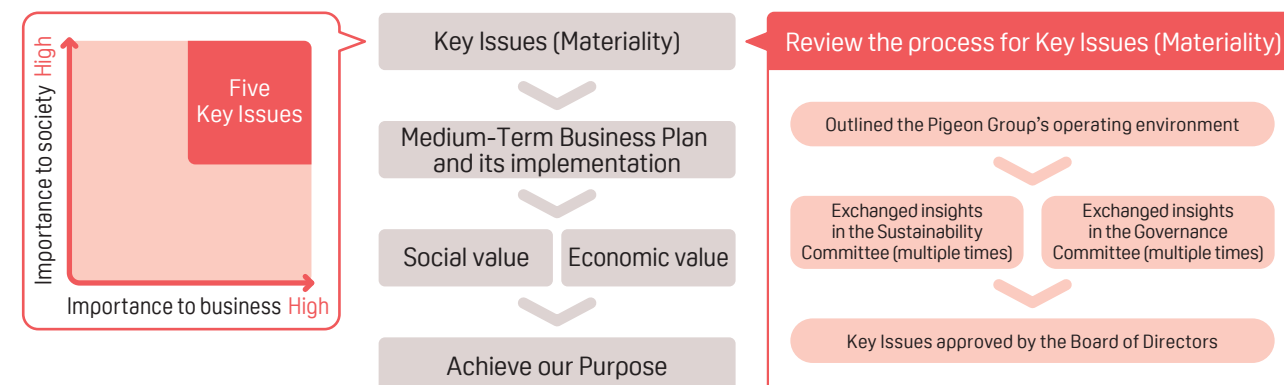 Importance to society High
Five
Key Issues
Importance to business High
Key Issues (Materiality)
Medium-Term Business Plan
and its implementation
Social value
Economic value
Achieve our Purpose
Review the process for Key Issues (Materiality)
Outlined the Pigeon Group's operating environment
Exchanged insights
in the Sustainability
Committee (multiple times)
Exchanged insights
in the Governance
Committee (multiple times)
Key Issues approved by the Board of Directors